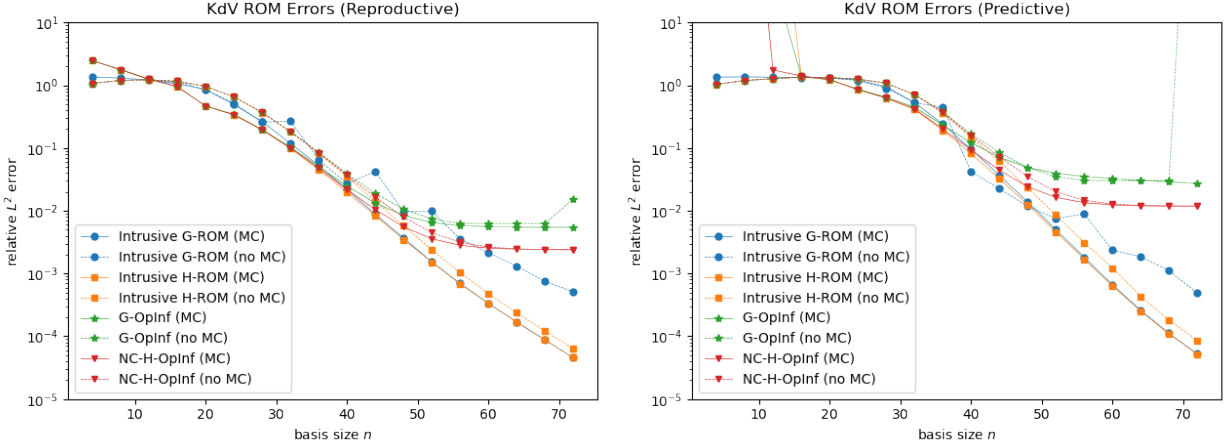 KdV ROM Errors (Reproductive)
10^1
10^0
10^-1
10^-2
10^-3
10^-4
10^-5
relative L^2 error
Intrusive G-ROM (MC)
Intrusive G-ROM (no MC)
Intrusive H-ROM (MC)
Intrusive H-ROM (no MC)
G-OpInf (MC)
G-OpInf (no MC)
NC-H-OpInf (MC)
NC-H-OpInf (no MC)
10 20 30 40 50 60 70
basis size n
KdV ROM Errors (Predictive)
10^1
10^0
10^-1
10^-2
10^-3
10^-4
10^-5
relative L^2 error
Intrusive G-ROM (MC)
Intrusive G-ROM (no MC)
Intrusive H-ROM (MC)
Intrusive H-ROM (no MC)
G-OpInf (MC)
G-OpInf (no MC)
NC-H-OpInf (MC)
NC-H-OpInf (no MC)
10 20 30 40 50 60 70
basis size n